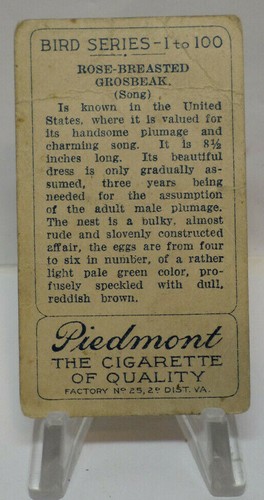 BIRD SERIES-1 to 100
ROSE-BREASTED
GROSBEAK.
(Song)
Is known in the United
States, where it is valued for
its handsome plumage and
charming song. It is 8½
inches long. Its beautiful
dress is only gradually as-
sumed, three years being
needed for the assumption
of the adult male plumage.
The nest is a bulky, almost
rude and slovenly constructed
affair, the eggs are from four
to six in number, of a rather
light pale green color, pro-
fusely speckled with dull,
reddish brown.
Piedmont
THE CIGARETTE
OF QUALITY
FACTORY No 25, 2D DIST. VA.